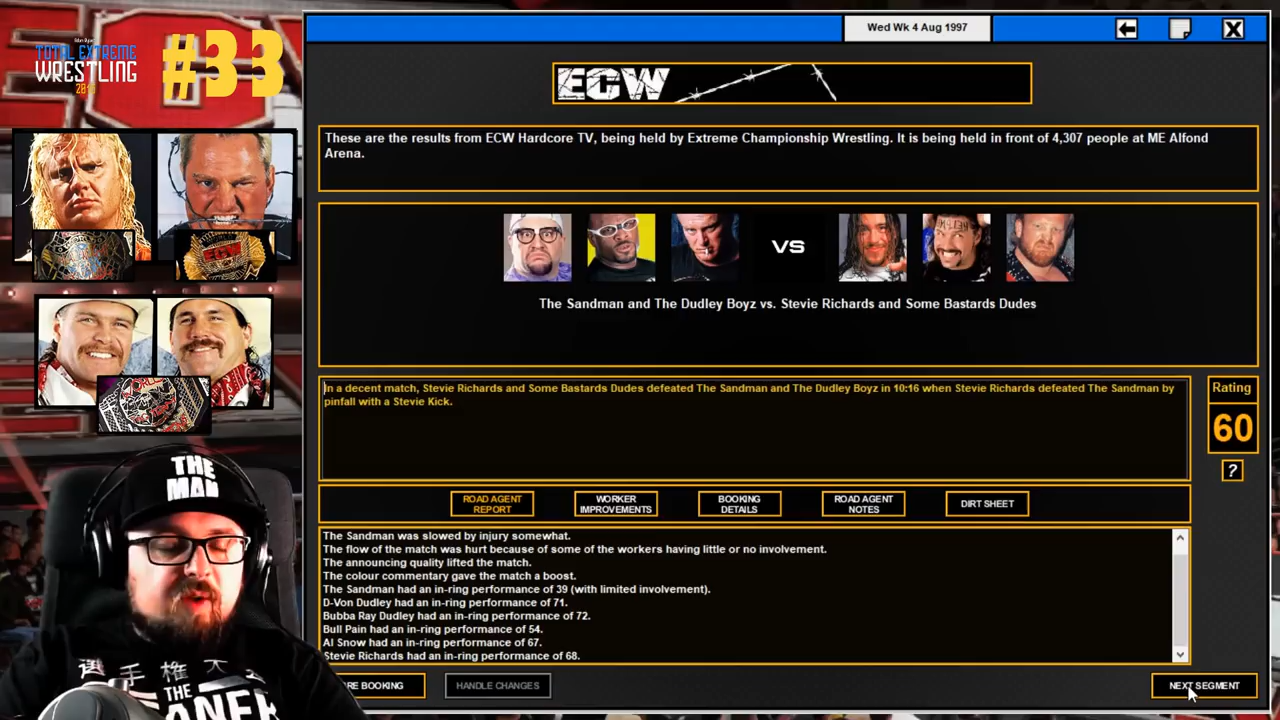 TOTAL EXTREME
WRESTLING
#33
Wed Wk 4 Aug 1997
ECW
These are the results from ECW Hardcore TV, being held by Extreme Championship Wrestling. It is being held in front of 4,307 people at ME Alfond
Arena.
VS
The Sandman and The Dudley Boyz vs. Stevie Richards and Some Bastards Dudes
In a decent match, Stevie Richards and Some Bastards Dudes defeated The Sandman and The Dudley Boyz in 10:16 when Stevie Richards defeated The Sandman by
pinfall with a Stevie Kick.
Rating
60
?
ROAD AGENT
REPORT
WORKER
IMPROVEMENTS
BOOKING
DETAILS
ROAD AGENT
NOTES
DIRT SHEET
The Sandman was slowed by injury somewhat.
The flow of the match was hurt because of some of the workers having little or no involvement.
The announcing quality lifted the match.
The colour commentary gave the match a boost.
The Sandman had an in-ring performance of 39 (with limited involvement).
D-Von Dudley had an in-ring performance of 71.
Bubba Ray Dudley had an in-ring performance of 72.
Bull Pain had an in-ring performance of 54.
Al Snow had an in-ring performance of 67.
Stevie Richards had an in-ring performance of 68.
BOOKING
HANDLE CHANGES
NEXT SEGMENT
THE
MAN
選手権大
THE